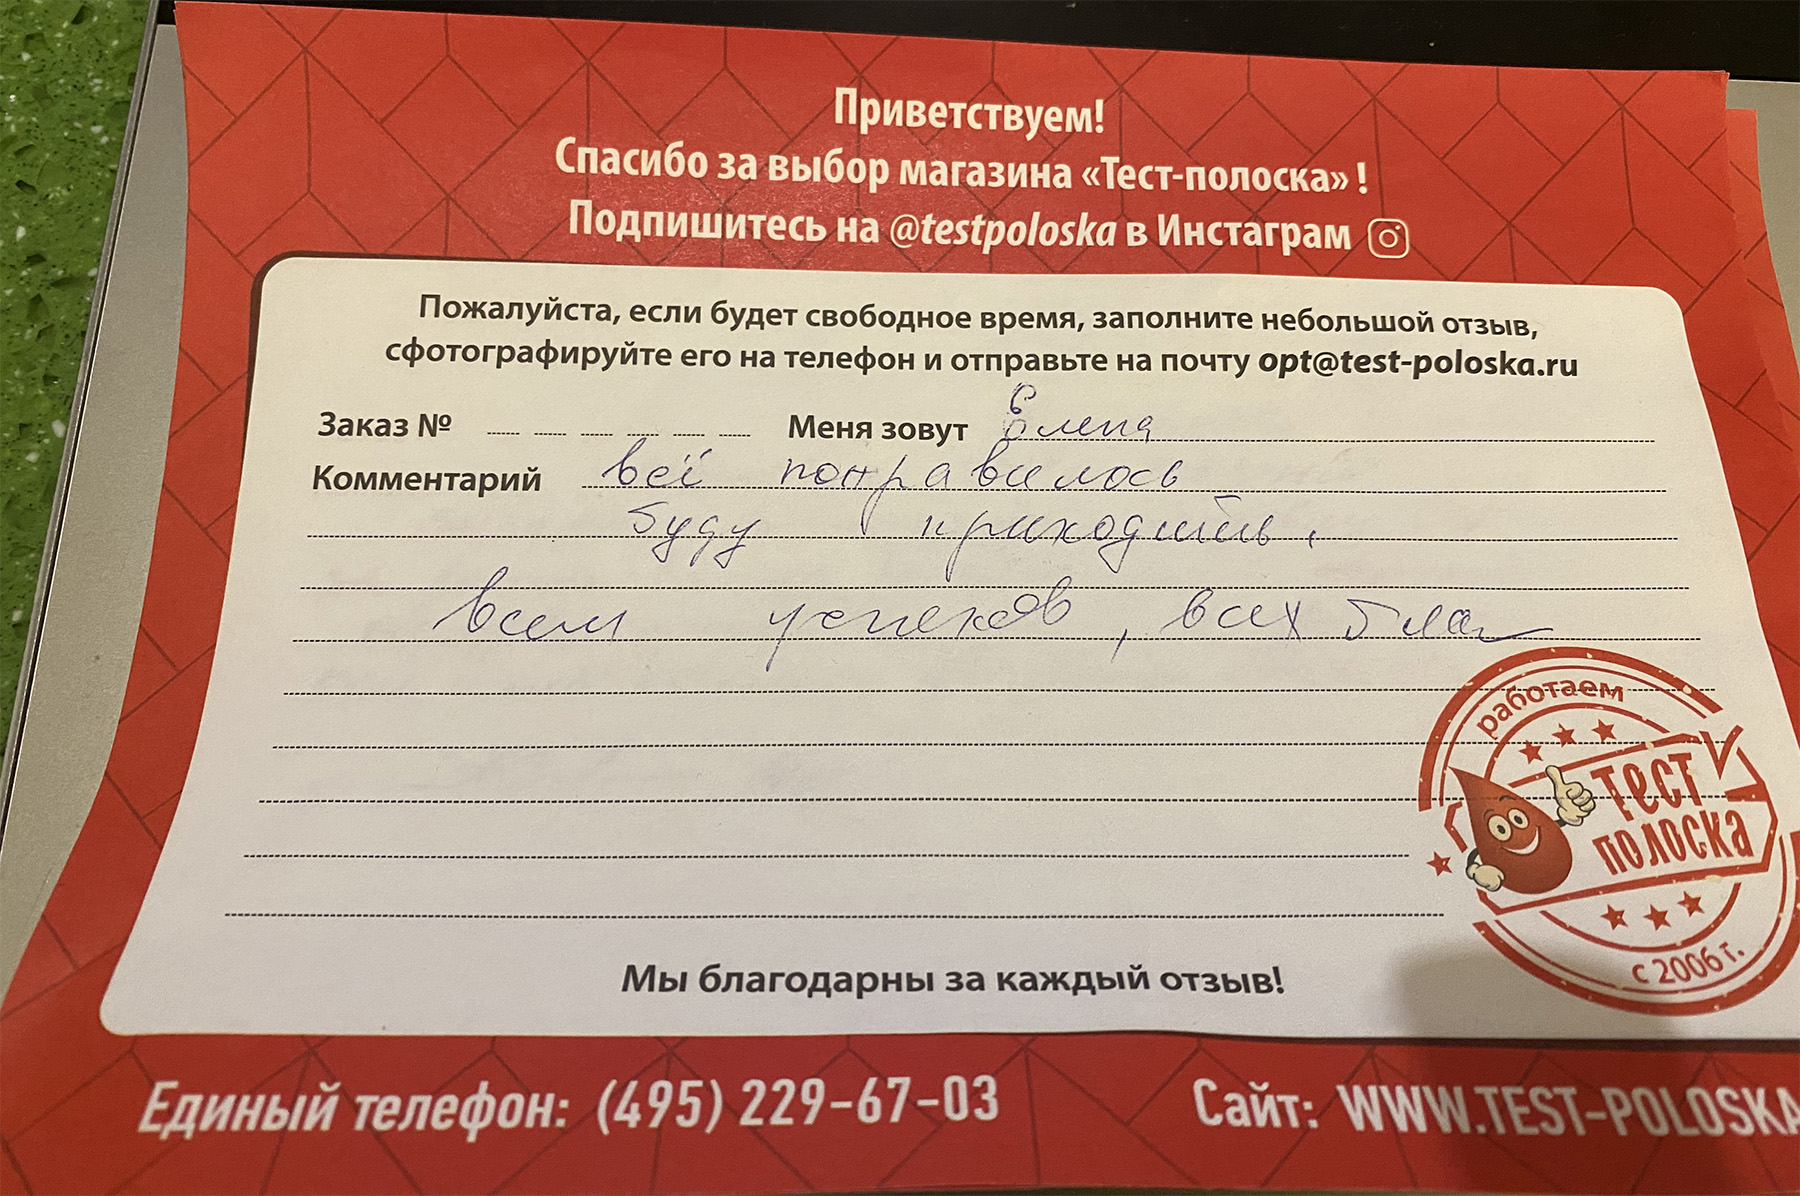 Приветствуем!
Спасибо за выбор магазина «Тест-полоска» !
Подпишитесь на @testpoloska в Инстаграм
Пожалуйста, если будет свободное время, заполните небольшой отзыв,
сфотографируйте его на телефон и отправьте на почту opt@test-poloska.ru
Заказ № Меня зовут Елена
Комментарий всё понравилось
буду приходить.
всем успехов, всех благ
работаем
ТЕСТ
ПОЛОСКА
с 2006 г.
Мы благодарны за каждый отзыв!
Единый телефон: (495) 229-67-03 Сайт: WWW.TEST-POLOSKA